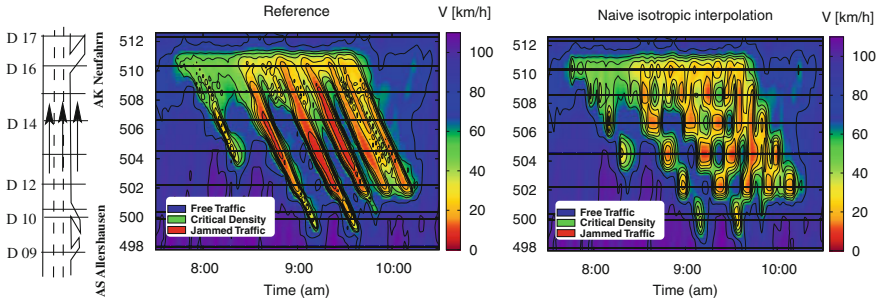 D 17
D 16
D 14
D 12
D 10
D 09
AK Neufahrn
AS Allershausen
Reference
V [km/h]
512
510
508
506
504
502
500
498
Free Traffic
Critical Density
Jammed Traffic
8:00
9:00
10:00
Time (am)
100
80
60
40
20
0
Naive isotropic interpolation
V [km/h]
512
510
508
506
504
502
500
498
Free Traffic
Critical Density
Jammed Traffic
8:00
9:00
10:00
Time (am)
100
80
60
40
20
0